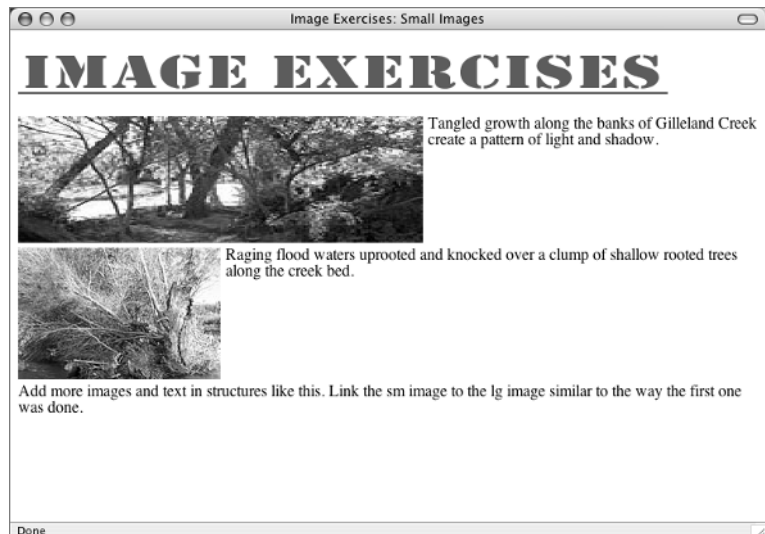 Image Exercises: Small Images
IMAGE EXERCISES
Tangled growth along the banks of Gilleland Creek
create a pattern of light and shadow.
Raging flood waters uprooted and knocked over a clump of shallow rooted trees
along the creek bed.
Add more images and text in structures like this. Link the sm image to the lg image similar to the way the first one
was done.
Done